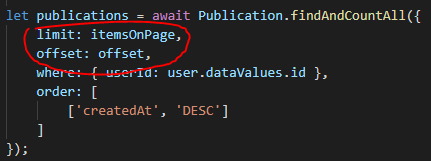 let publications = await Publication.findAndCountAll({
limit: itemsOnPage,
offset: offset,
where: { userId: user.dataValues.id },
order: [
['createdAt', 'DESC']
]
});